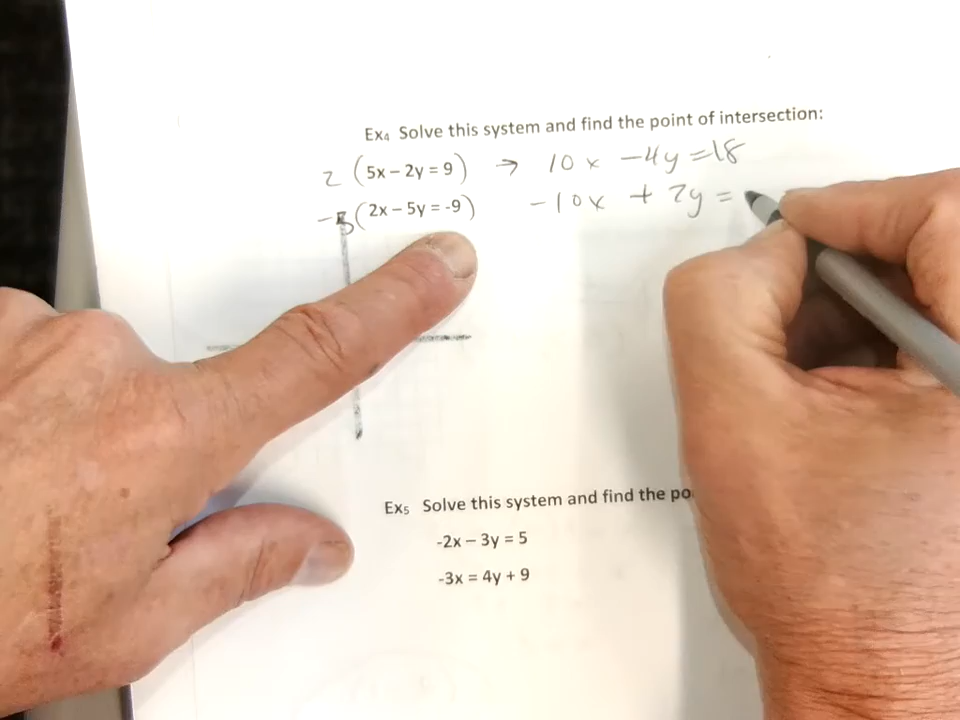 Ex4 Solve this system and find the point of intersection:
2 (5x – 2y = 9) → 10x - 4y = 18
-5 (2x – 5y = -9) -10x + 2y =
Ex5 Solve this system and find the po
-2x – 3y = 5
-3x = 4y + 9